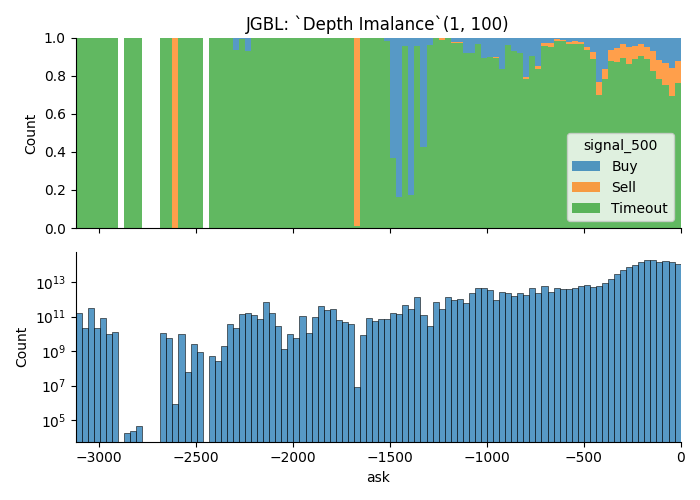 JGBL: `Depth Imalance`(1, 100)
Count
1.0
0.8
0.6
0.4
0.2
0.0
signal_500
Buy
Sell
Timeout
Count
10^13
10^11
10^9
10^7
10^5
−3000 −2500 −2000 −1500 −1000 −500 0
ask